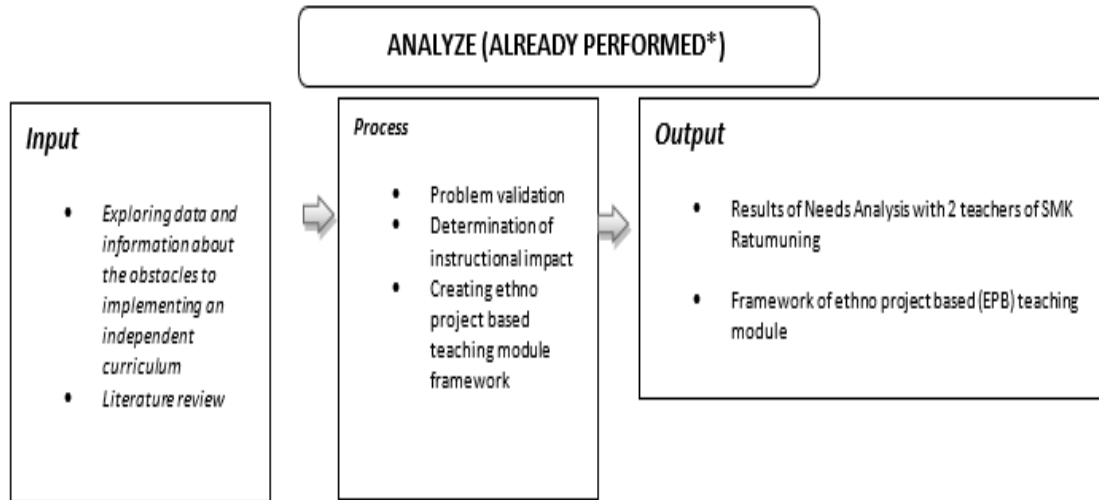 ANALYZE (ALREADY PERFORMED*)
Input
• Exploring data and
information about
the obstacles to
implementing an
independent
curriculum
• Literature review
Process
• Problem validation
• Determination of
instructional impact
• Creating ethno
project based
teaching module
framework
Output
• Results of Needs Analysis with 2 teachers of SMK
Ratumuning
• Framework of ethno project based (EPB) teaching
module